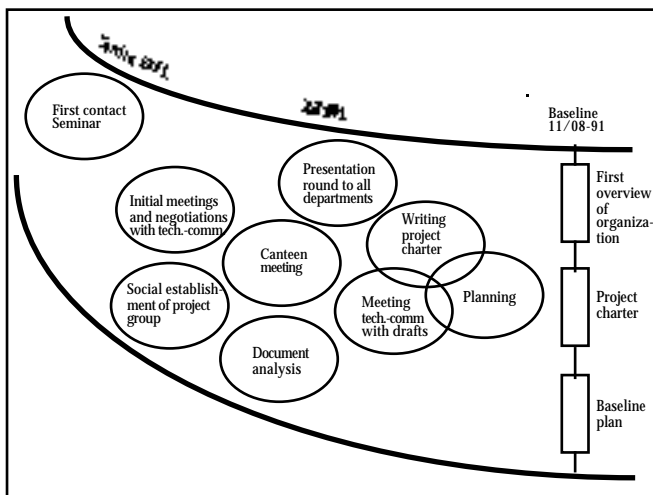 First contact
Seminar
Baseline
11/08-91
Presentation
round to all
departments
First
overview
of
organiza-
tion
Initial meetings
and negotiations
with tech.-comm.
Writing
project
charter
Canteen
meeting
Social establish-
ment of project
group
Meeting
tech.-comm
with drafts
Planning
Project
charter
Document
analysis
Baseline
plan